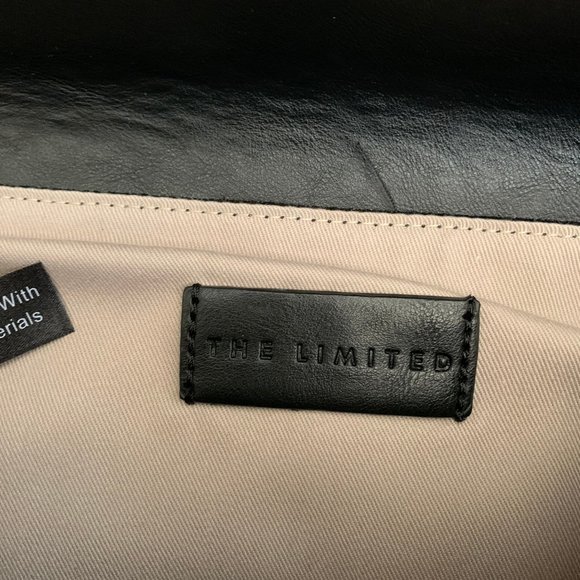 With
erials
THE LIMITED